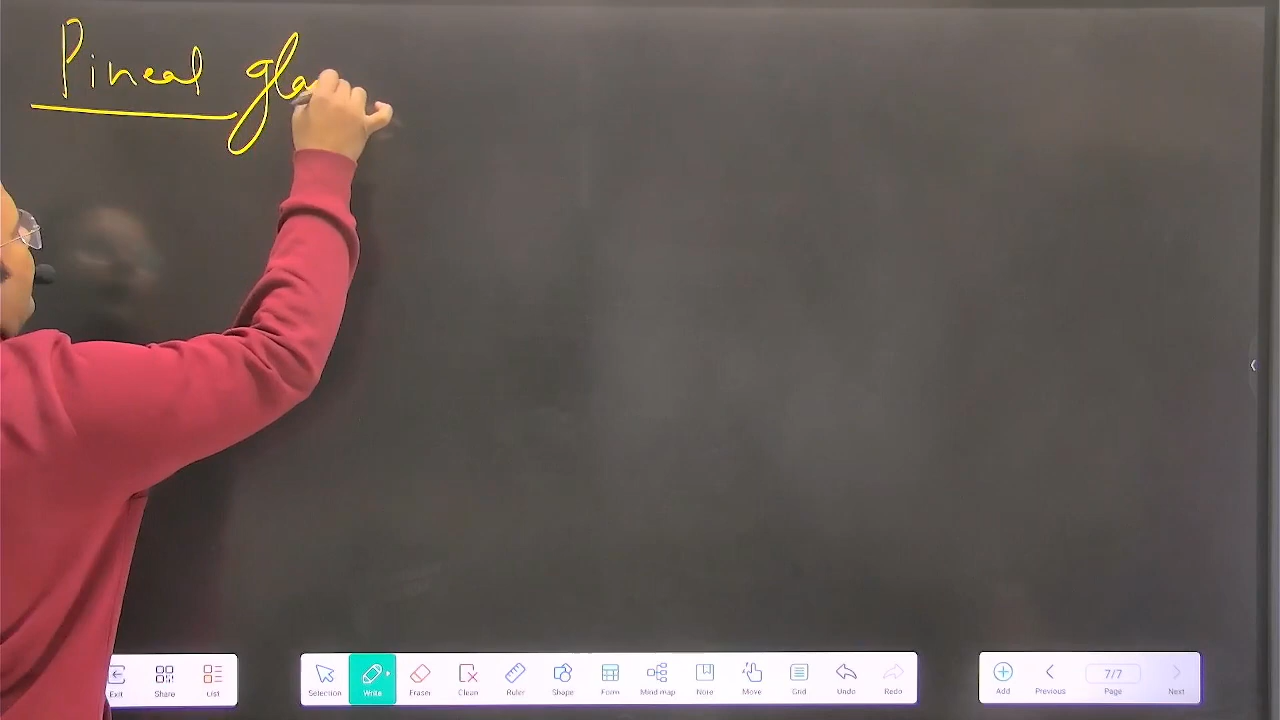 Pineal gla
Exit Share List Selection Write Eraser Clean Ruler Shape Form Mind map Note Move Grid Undo Redo Add Previous 7/7 Page Next